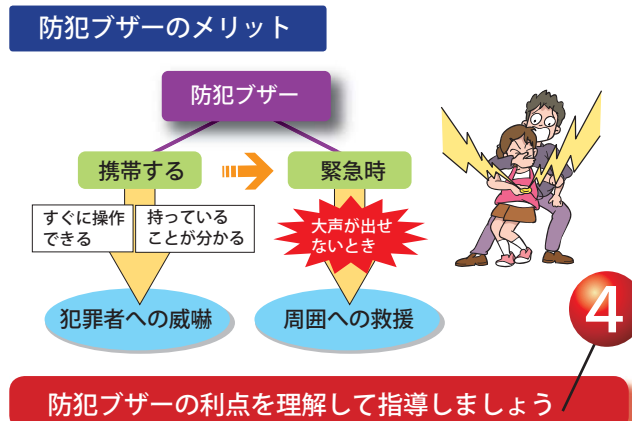 防犯ブザーのメリット
防犯ブザー
携帯する
緊急時
すぐに操作
できる
持っている
ことが分かる
大声が出せ
ないとき
犯罪者への威嚇
周囲への救援
4
防犯ブザーの利点を理解して指導しましょう